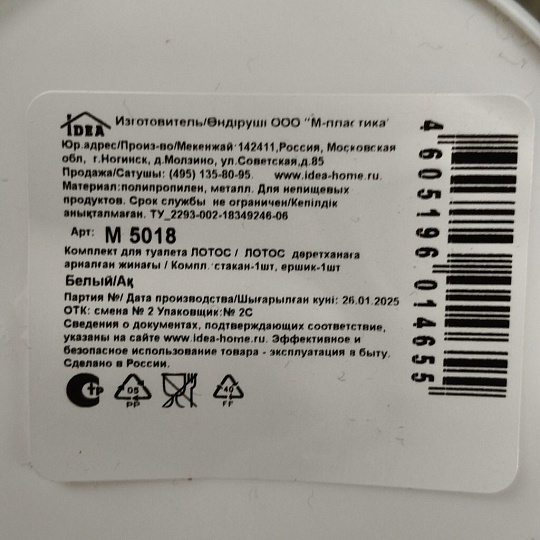 IDEA Изготовитель/Өндіруші ООО "М-пластика"
Юр.адрес/Произ-во/Мекенжай 142411,Россия, Московская
обл, г.Ногинск, д.Молзино, ул.Советская,д.85
Продажа/Сатушы: (495) 135-80-95. www.idea-home.ru.
Материал:полипропилен, металл. Для непищевых
продуктов. Срок службы не ограничен/Кепілдік
анықталмаған. ТУ_2293-002-18349246-06
Арт: М 5018
Комплект для туалета ЛОТОС / ЛОТОС дәретханаға
арналған жинағы / Компл. стакан-1шт, ершик-1шт
Белый/Ақ
Партия №/ Дата производства/Шығарылған күні: 26.01.2025
ОТК: смена № 2 Упаковщик:№ 2С
Сведения о документах, подтверждающих соответствие,
указаны на сайте www.idea-home.ru. Эффективное и
безопасное использование товара - эксплуатация в быту.
Сделано в России.
СТР 05 40
PP FF
4 605196 014655